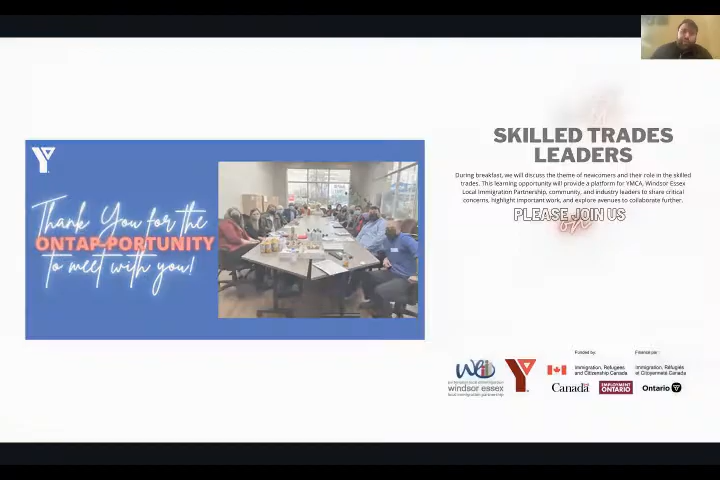 Thank You for the
ONTAP-PORTUNITY
to meet with you!
SKILLED TRADES
LEADERS
During breakfast, we will discuss the theme of newcomers and their role in the skilled
trades. This learning opportunity will provide a platform for YMCA, Windsor Essex
Local Immigration Partnership, community, and industry leaders to share critical
concerns, highlight important work, and explore avenues to collaborate further.
PLEASE JOIN US
Funded by:
Financé par :
Immigration, Refugees
and Citizenship Canada
Immigration, Réfugiés
et Citoyenneté Canada
windsor essex
local immigration partnership
Canada
EMPLOYMENT
ONTARIO
Ontario